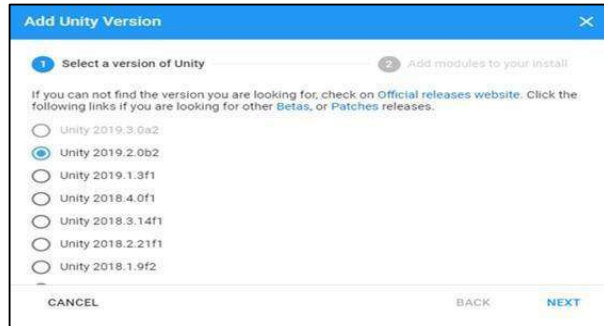 Add Unity Version
1 Select a version of Unity 2 Add modules to your install
If you can not find the version you are looking for, check on Official releases website. Click the
following links if you are looking for other Betas, or Patches releases.
Unity 2019.3.0a2
Unity 2019.2.0b2
Unity 2019.1.3f1
Unity 2018.4.0f1
Unity 2018.3.14f1
Unity 2018.2.21f1
Unity 2018.1.9f2
CANCEL BACK NEXT